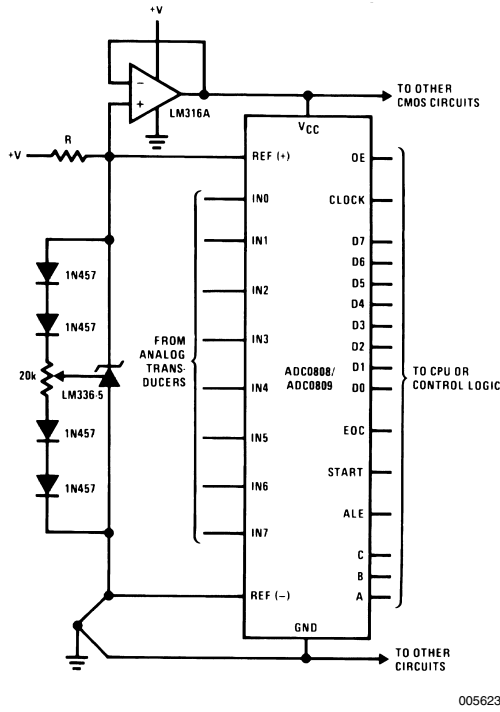 +V
LM316A
TO OTHER
CMOS CIRCUITS
VCC
R
+V
REF (+)
OE
IN0
CLOCK
IN1
D7
D6
IN2
D5
D4
1N457
1N457
FROM
ANALOG
TRANS-
DUCERS
IN3
D3
D2
ADC0808/
ADC0809
D1
D0
TO CPU OR
CONTROL LOGIC
20k
LM336-5
IN4
1N457
IN5
EOC
1N457
IN6
START
IN7
ALE
C
B
REF (−)
A
GND
TO OTHER
CIRCUITS
005623